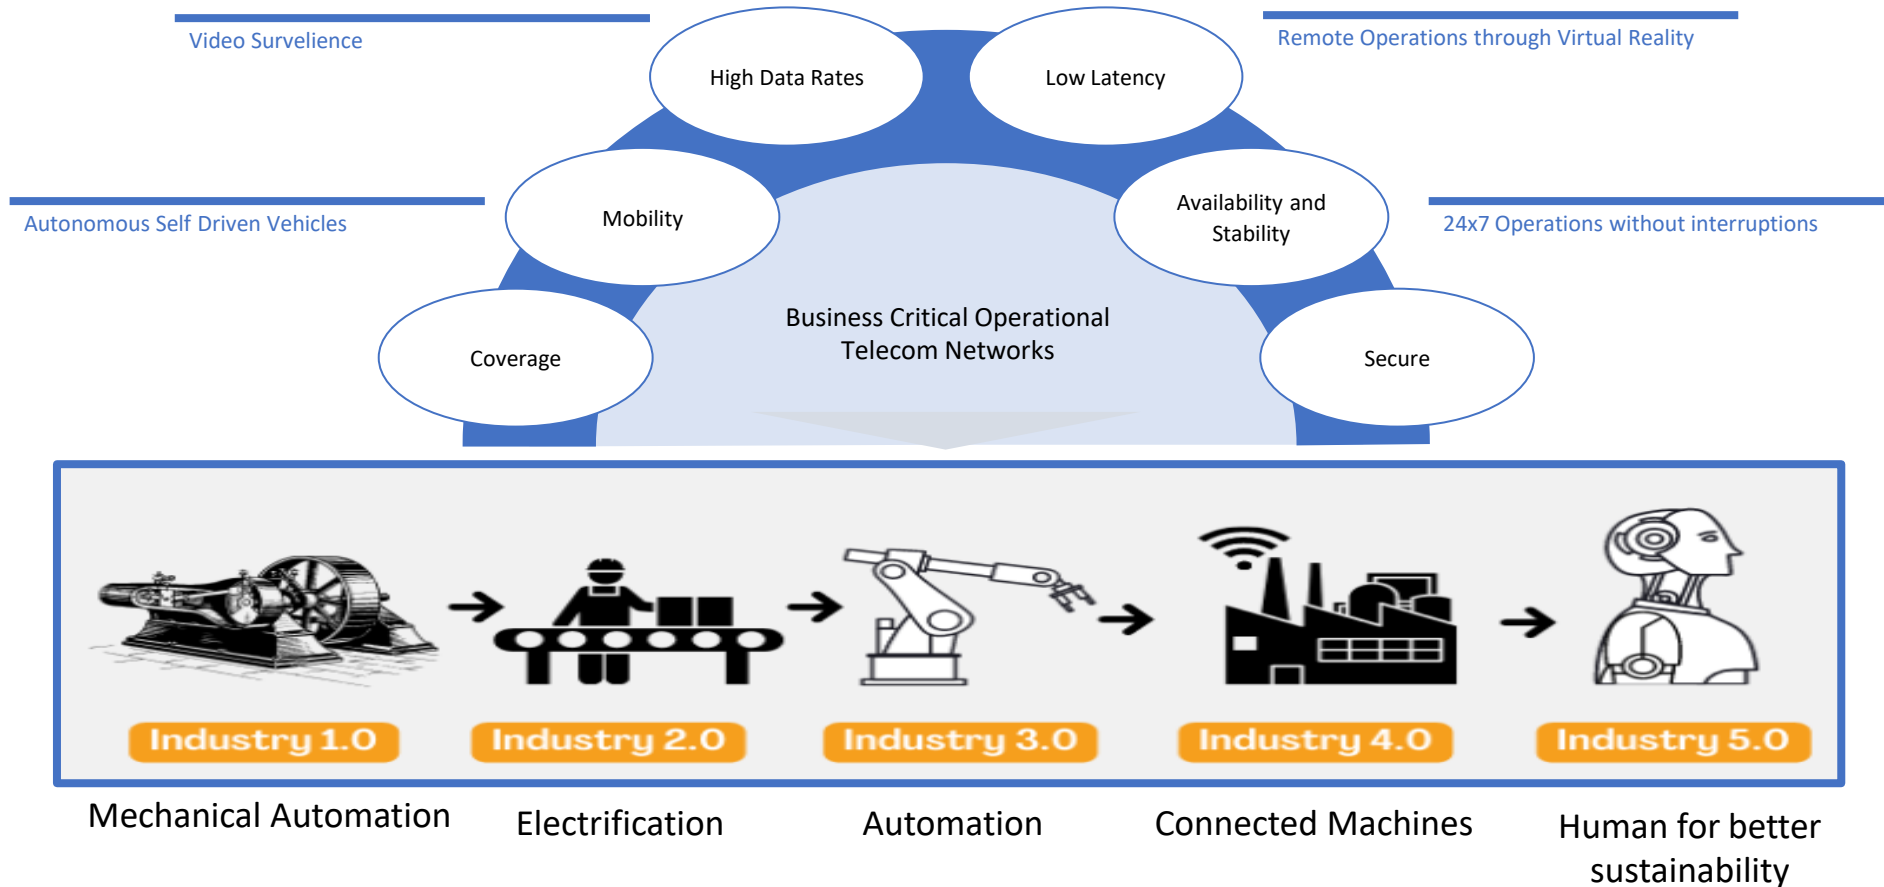 Video Survelience
Remote Operations through Virtual Reality
High Data Rates
Low Latency
Autonomous Self Driven Vehicles
Mobility
Availability and
Stability
24x7 Operations without interruptions
Business Critical Operational
Telecom Networks
Coverage
Secure
Industry 1.0
Industry 2.0
Industry 3.0
Industry 4.0
Industry 5.0
Mechanical Automation
Electrification
Automation
Connected Machines
Human for better
sustainability